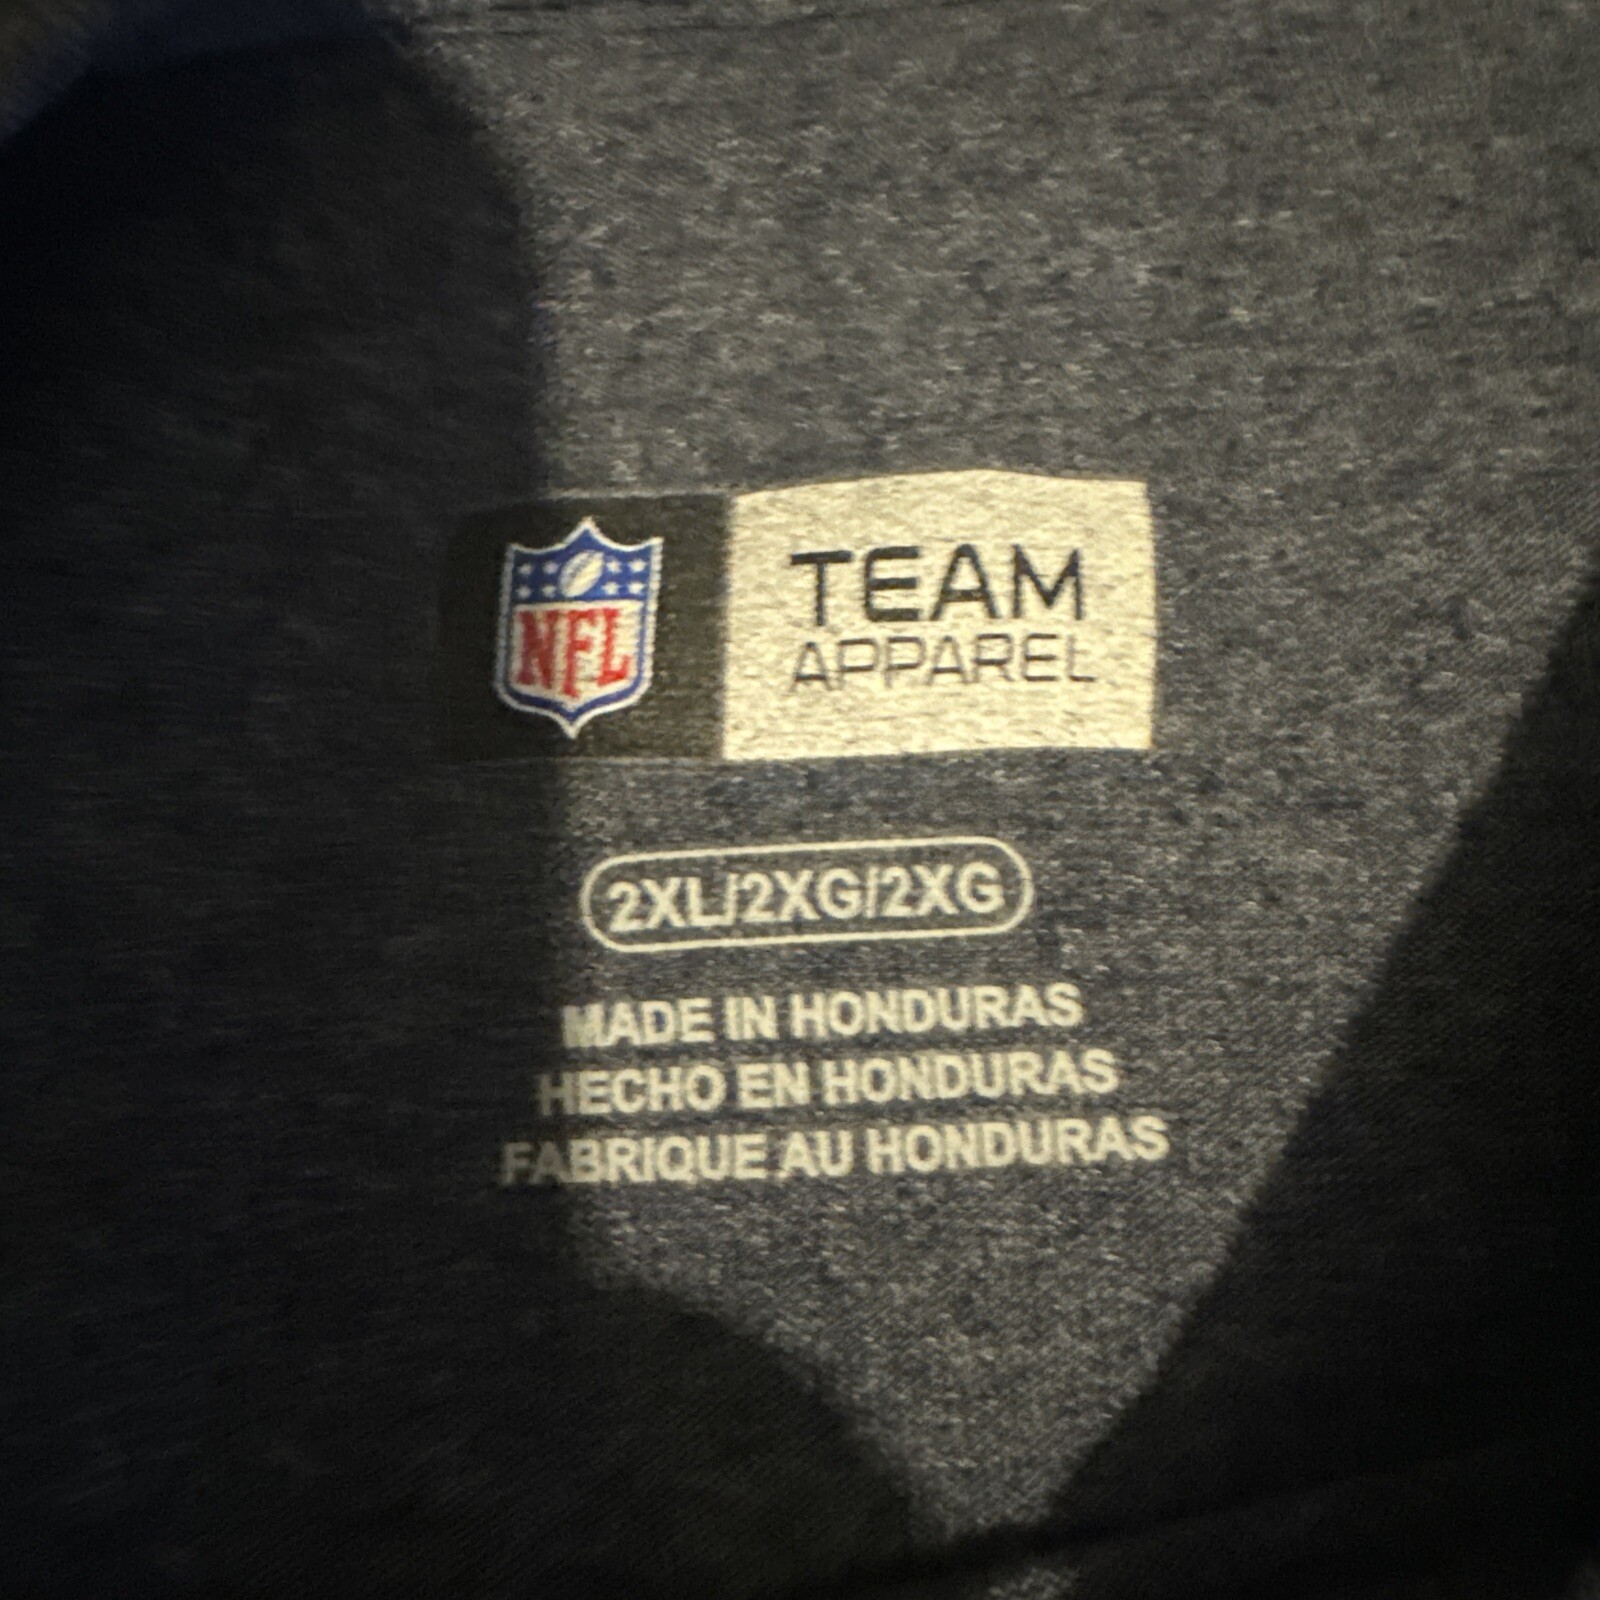 NFL
TEAM
APPAREL
2XL/2XG/2XG
MADE IN HONDURAS
HECHO EN HONDURAS
FABRIQUE AU HONDURAS